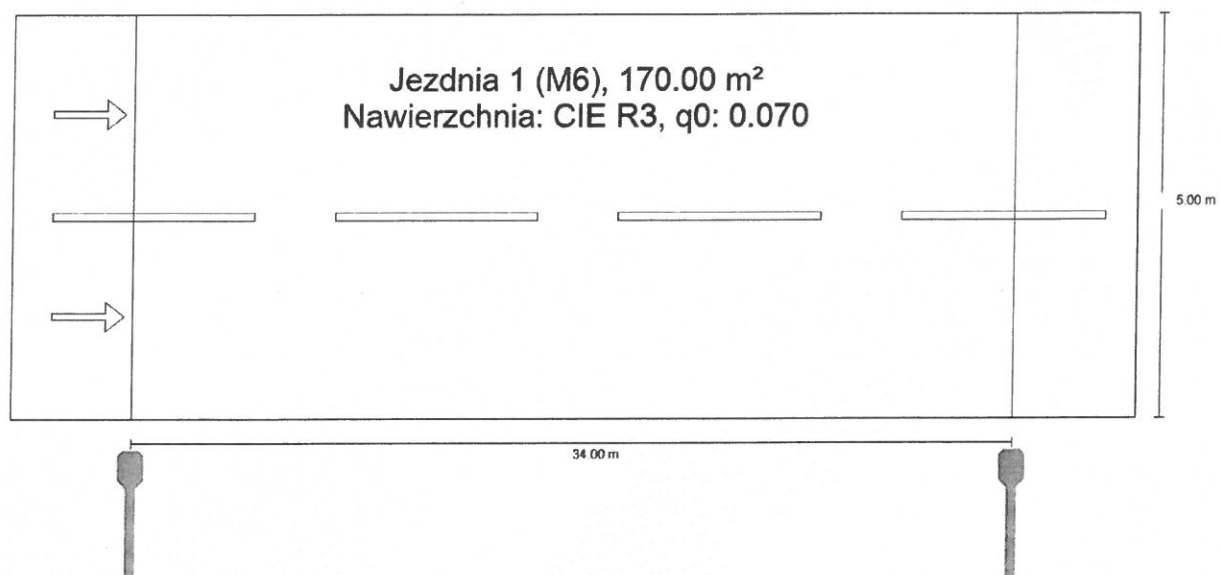 Jezdnia 1 (M6), 170.00 m²
Nawierzchnia: CIE R3, q0: 0.070
5.00 m
34.00 m